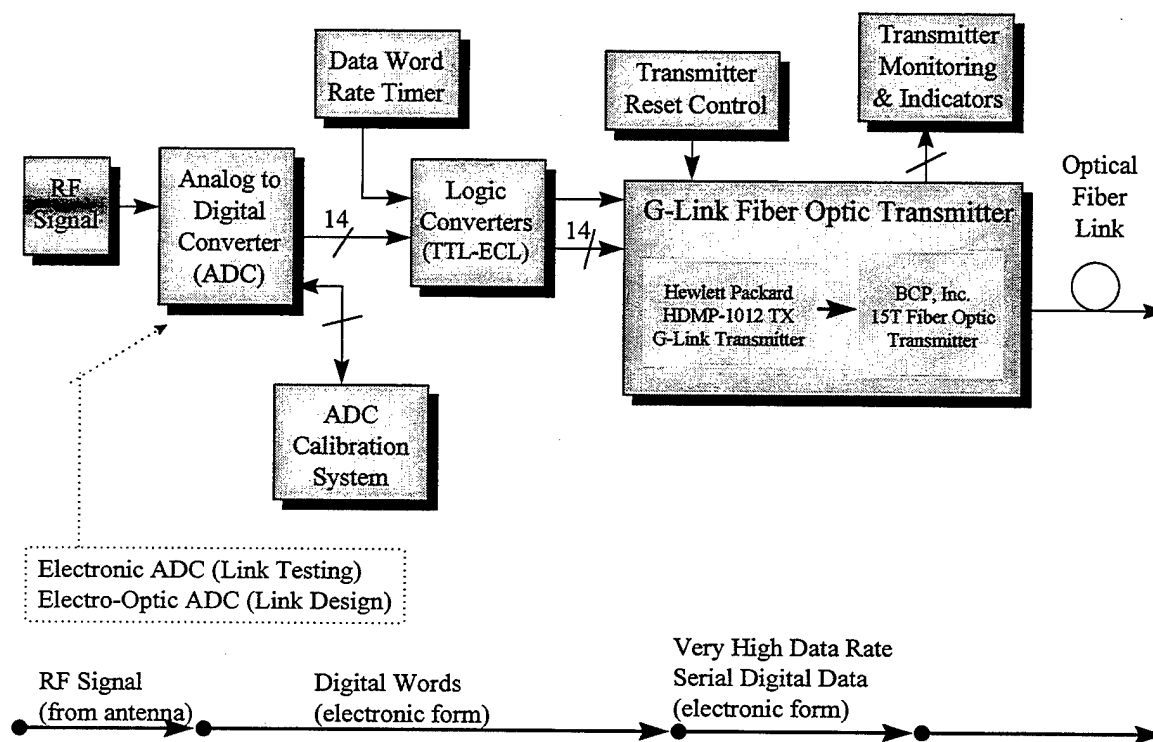 Data Word
Rate Timer
Transmitter
Reset Control
Transmitter
Monitoring
& Indicators
RF
Signal
Analog to
Digital
Converter
(ADC)
14
Logic
Converters
(TTL-ECL)
14
G-Link Fiber Optic Transmitter
Hewlett Packard
HDMP-1012 TX
G-Link Transmitter
BCP, Inc.
15T Fiber Optic
Transmitter
Optical
Fiber
Link
ADC
Calibration
System
Electronic ADC (Link Testing)
Electro-Optic ADC (Link Design)
RF Signal
(from antenna)
Digital Words
(electronic form)
Very High Data Rate
Serial Digital Data
(electronic form)